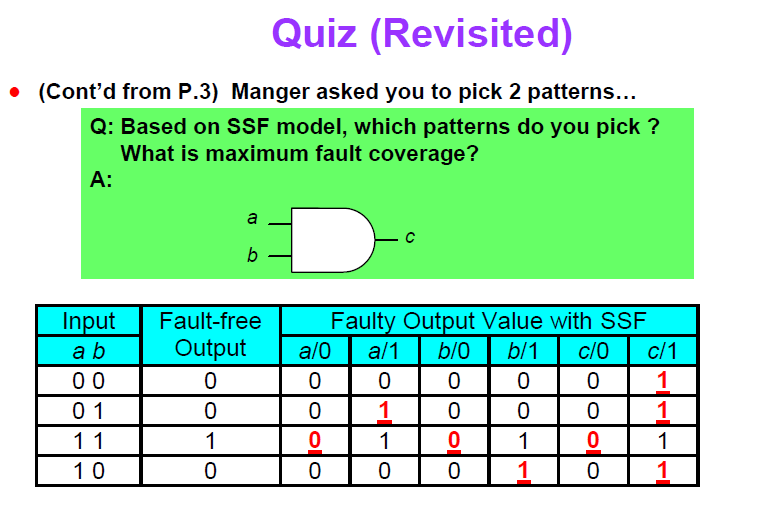 Quiz (Revisited)
• (Cont'd from P.3) Manger asked you to pick 2 patterns…
Q: Based on SSF model, which patterns do you pick ?
What is maximum fault coverage?
A:
a
b
c
Input Fault-free Faulty Output Value with SSF
a b Output a/0 a/1 b/0 b/1 c/0 c/1
0 0 0 0 0 0 0 0 1
0 1 0 0 1 0 0 0 1
1 1 1 0 1 0 1 0 1
1 0 0 0 0 0 1 0 1